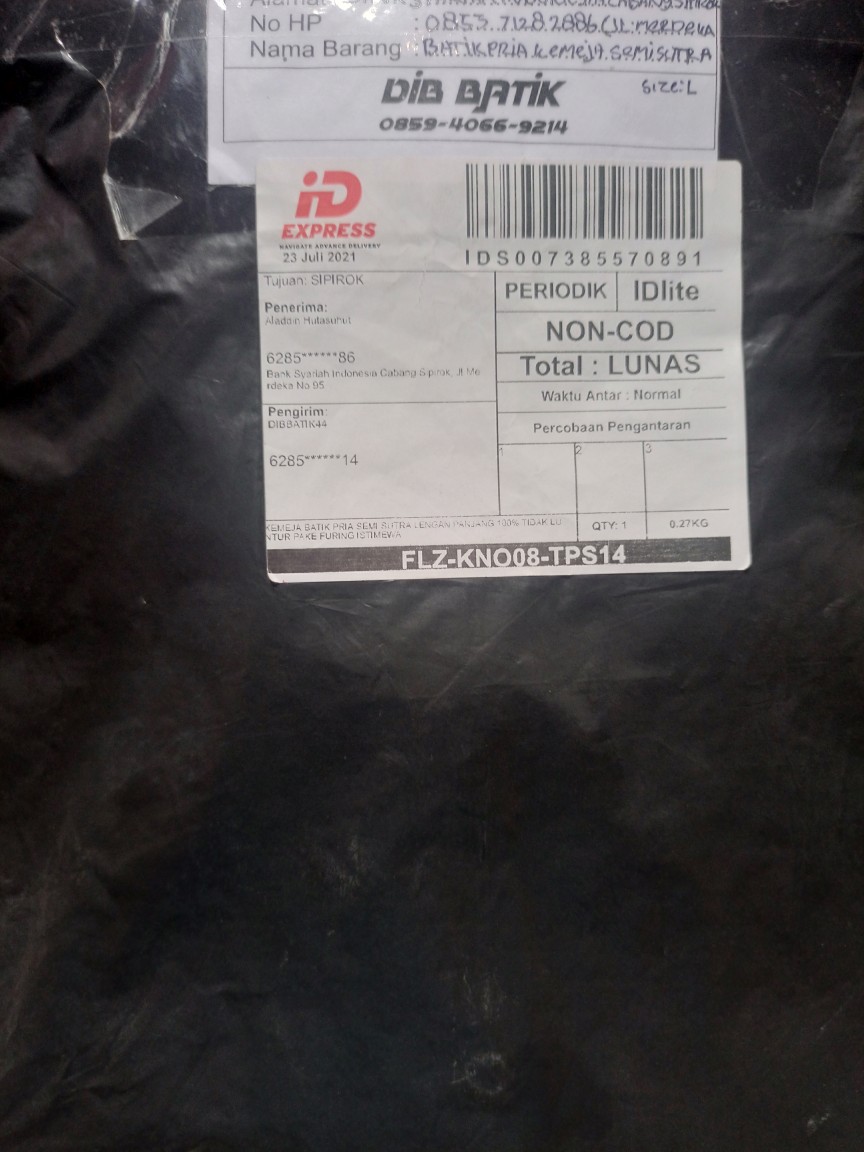 No HP : 0853.7128.2886.(JL.MERDEKA
Nama Barang : BATIK PRIA KEMEJA SEMI SUTRA
DIB BATIK
SIZE:L
0859-4066-9214
iD
EXPRESS
NAVIGATE ADVANCE DELIVERY
23 Juli 2021
IDS007385570891
Tujuan: SIPIROK
PERIODIK IDlite
Penerima:
Hutasuhut
NON-COD
6285******86
Bank Syariah Indonesia Cabang Sipirok, Jl Me
rdeka No 95
Total : LUNAS
Waktu Antar : Normal
Pengirim:
DIBBATIK44
Percobaan Pengantaran
1 2 3
6285******14
KEMEJA BATIK PRIA SEMI SUTRA LENGAN PANJANG 100% TIDAK LU
NTUR PAKE FURING ISTIMEWA
QTY: 1
0.27KG
FLZ-KNO08-TPS14